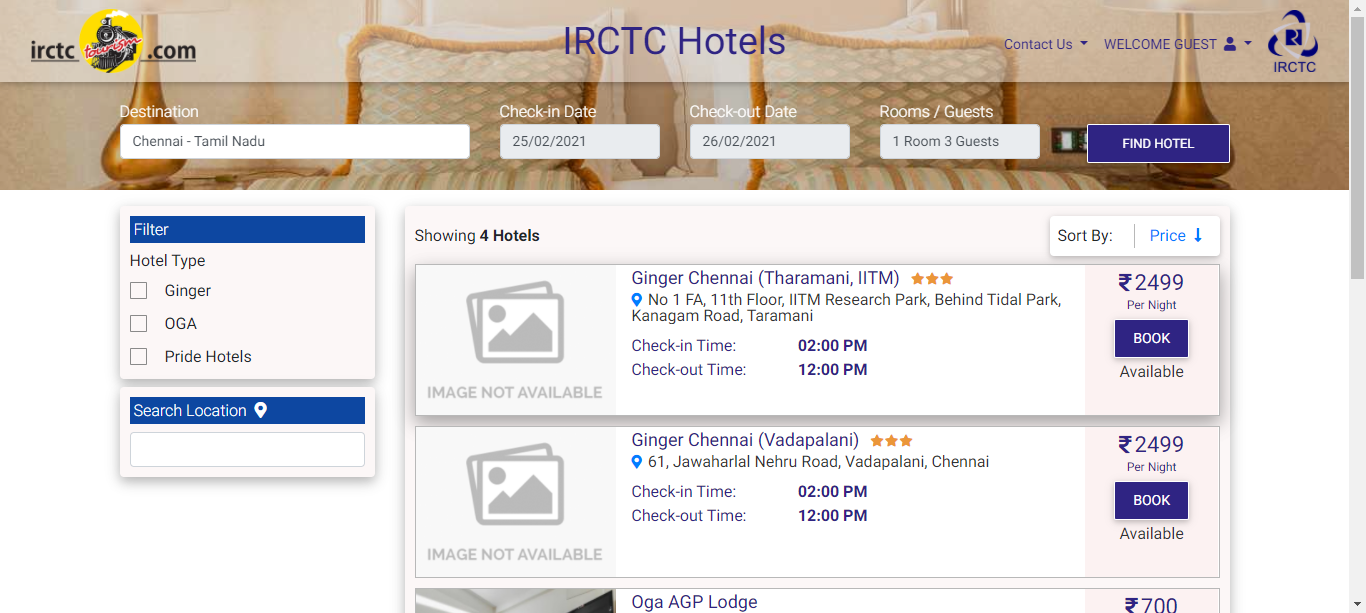 irctc tourism .com
IRCTC Hotels
Contact Us
WELCOME GUEST
IRCTC
Destination
Check-in Date
Check-out Date
Rooms / Guests
Chennai - Tamil Nadu
25/02/2021
26/02/2021
1 Room 3 Guests
FIND HOTEL
Filter
Hotel Type
Ginger
OGA
Pride Hotels
Search Location
Showing 4 Hotels
Sort By:
Price
IMAGE NOT AVAILABLE
Ginger Chennai (Tharamani, IITM)
No 1 FA, 11th Floor, IITM Research Park, Behind Tidal Park,
Kanagam Road, Taramani
Check-in Time: 02:00 PM
Check-out Time: 12:00 PM
₹2499
Per Night
BOOK
Available
IMAGE NOT AVAILABLE
Ginger Chennai (Vadapalani)
61, Jawaharlal Nehru Road, Vadapalani, Chennai
Check-in Time: 02:00 PM
Check-out Time: 12:00 PM
₹2499
Per Night
BOOK
Available
Oga AGP Lodge
₹700